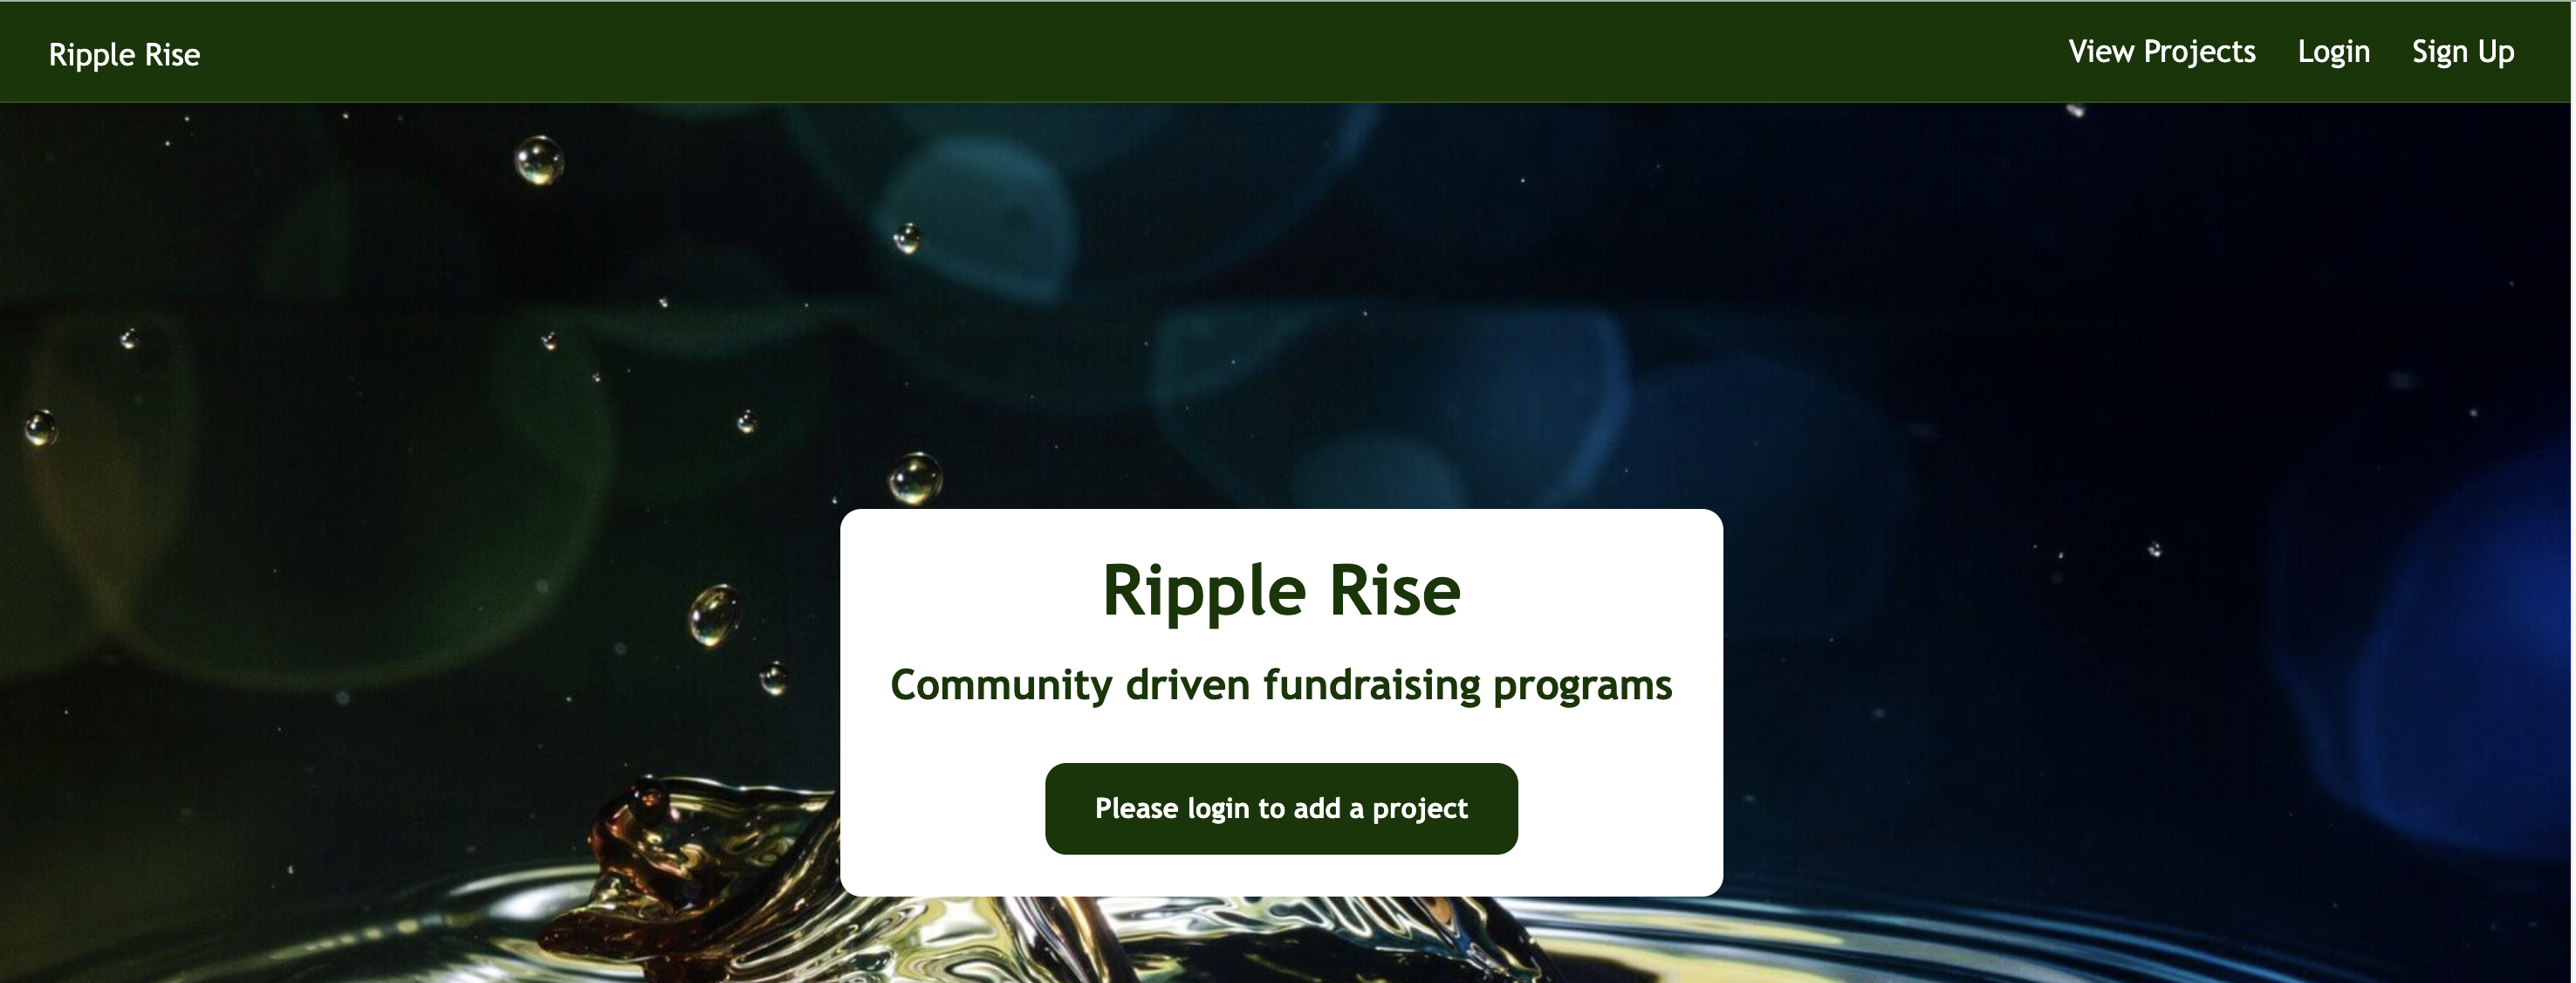 Ripple Rise
View Projects Login Sign Up
Ripple Rise
Community driven fundraising programs
Please login to add a project